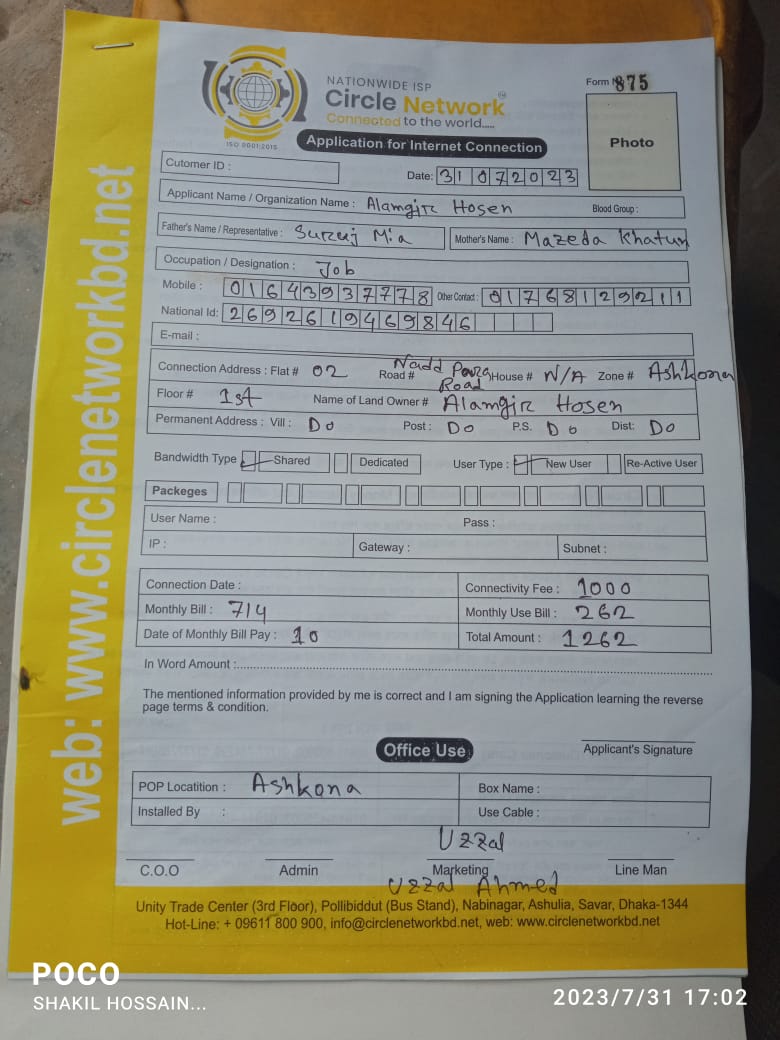 web: www.circlenetworkbd.net
NATIONWIDE ISP
Circle Network
Connected to the world.....
ISO 9001:2015
Form № 875
Photo
Application for Internet Connection
Cutomer ID :
Date: 31072023
Applicant Name / Organization Name : Alamgir Hosen Blood Group :
Father's Name / Representative : Suruj Mia Mother's Name : Mazeda Khatun
Occupation / Designation : Job
Mobile : 01643937778 Other Contact : 01768129211
National Id: 2692619469846
E-mail :
Connection Address : Flat # 02 Road # Nadd Para Road House # N/A Zone # Ashkona
Floor # 1st Name of Land Owner # Alamgir Hosen
Permanent Address : Vill : Do Post : Do P.S. Do Dist: Do
Bandwidth Type Shared Dedicated User Type : New User Re-Active User
Packeges
User Name : Pass :
IP : Gateway : Subnet :
Connection Date : Connectivity Fee : 1000
Monthly Bill : 714 Monthly Use Bill : 262
Date of Monthly Bill Pay : 10 Total Amount : 1262
In Word Amount :
The mentioned information provided by me is correct and I am signing the Application learning the reverse
page terms & condition.
Office Use
Applicant's Signature
POP Locatition : Ashkona Box Name :
Installed By : Use Cable :
Uzzal
C.O.O Admin Marketing Line Man
Uzzal Ahmed
Unity Trade Center (3rd Floor), Pollibiddut (Bus Stand), Nabinagar, Ashulia, Savar, Dhaka-1344
Hot-Line: + 09611 800 900, info@circlenetworkbd.net, web: www.circlenetworkbd.net
POCO
SHAKIL HOSSAIN...
2023/7/31 17:02